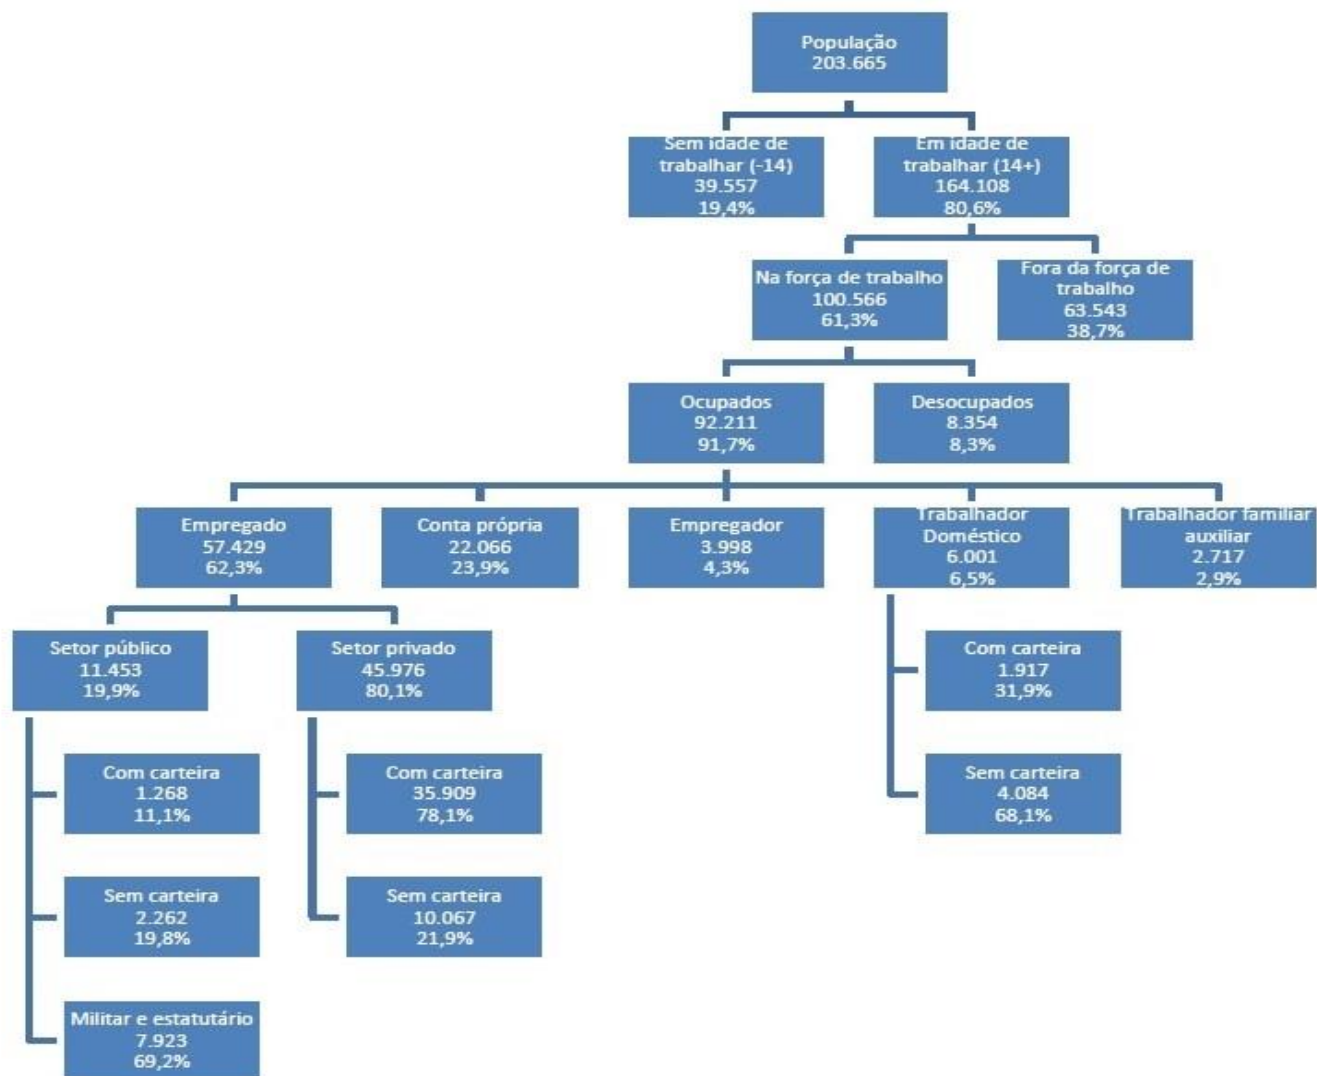 População
203.665
Sem idade de
trabalhar (-14)
39.557
19,4%
Em idade de
trabalhar (14+)
164.108
80,6%
Na força de trabalho
100.566
61,3%
Fora da força de
trabalho
63.543
38,7%
Ocupados
92.211
91,7%
Desocupados
8.354
8,3%
Empregado
57.429
62,3%
Conta própria
22.066
23,9%
Empregador
3.998
4,3%
Trabalhador
Doméstico
6.001
6,5%
Trabalhador familiar
auxiliar
2.717
2,9%
Setor público
11.453
19,9%
Setor privado
45.976
80,1%
Com carteira
1.917
31,9%
Com carteira
1.268
11,1%
Com carteira
35.909
78,1%
Sem carteira
4.084
68,1%
Sem carteira
2.262
19,8%
Sem carteira
10.067
21,9%
Militar e estatutário
7.923
69,2%